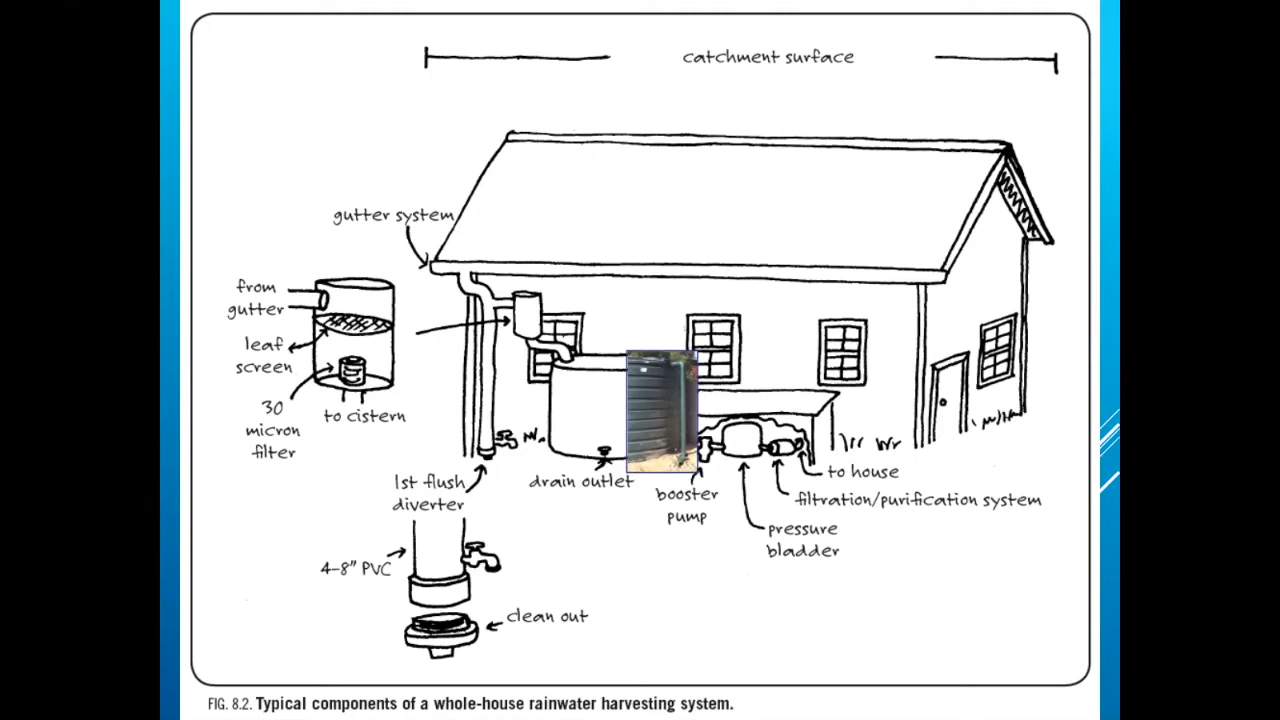 catchment surface
gutter system
from
gutter
leaf
screen
30
micron
filter
to cistern
1st flush
diverter
drain outlet
booster
pump
to house
filtration/purification system
pressure
bladder
4-8" PVC
clean out
FIG. 8.2. Typical components of a whole-house rainwater harvesting system.